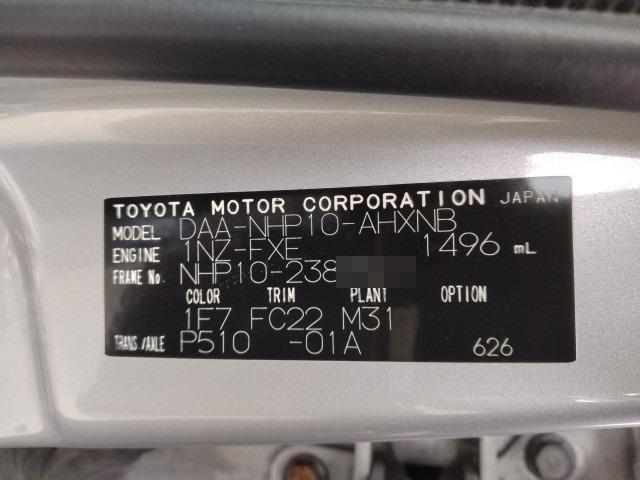 TOYOTA MOTOR CORPORATION JAPAN
MODEL DAA-NHP10-AHXNB
ENGINE 1NZ-FXE 1496 mL
FRAME No. NHP10-238
COLOR TRIM PLANT OPTION
1F7 FC22 M31
TRANS/AXLE P510 -01A 626